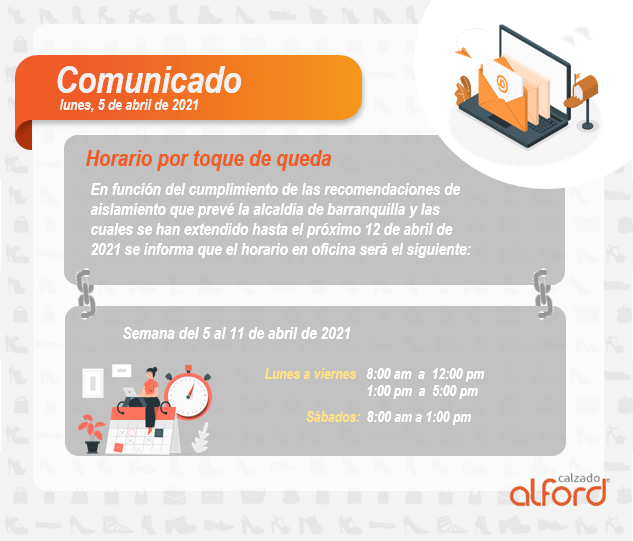 Comunicado
lunes, 5 de abril de 2021
Horario por toque de queda
En función del cumplimiento de las recomendaciones de
aislamiento que prevé la alcaldía de barranquilla y las
cuales se han extendido hasta el próximo 12 de abril de
2021 se informa que el horario en oficina será el siguiente:
Semana del 5 al 11 de abril de 2021
Lunes a viernes 8:00 am a 12:00 pm
1:00 pm a 5:00 pm
Sábados: 8:00 am a 1:00 pm
calzado
alford